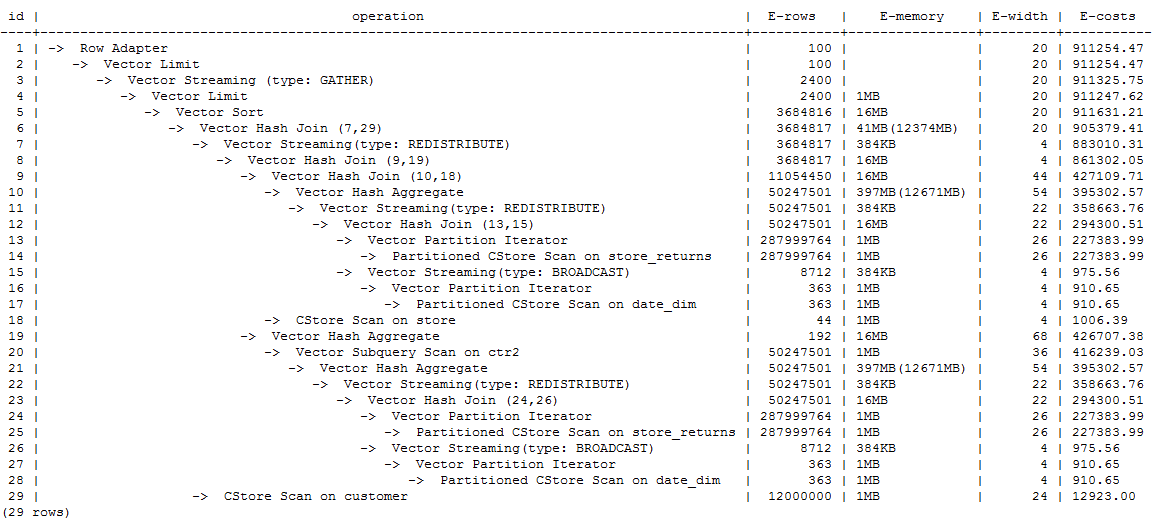 id |                                       operation                                        |  E-rows   |    E-memory    | E-width |  E-costs
----+----------------------------------------------------------------------------------------+-----------+----------------+---------+-----------
  1 | ->  Row Adapter                                                                        |       100 |                |      20 | 911254.47
  2 |    ->  Vector Limit                                                                    |       100 |                |      20 | 911254.47
  3 |       ->  Vector Streaming (type: GATHER)                                              |      2400 |                |      20 | 911325.75
  4 |          ->  Vector Limit                                                              |      2400 | 1MB            |      20 | 911247.62
  5 |             ->  Vector Sort                                                            |   3684816 | 16MB           |      20 | 911631.21
  6 |                ->  Vector Hash Join (7,29)                                             |   3684817 | 41MB(12374MB)  |      20 | 905379.41
  7 |                   ->  Vector Streaming(type: REDISTRIBUTE)                             |   3684817 | 384KB          |       4 | 883010.31
  8 |                      ->  Vector Hash Join (9,19)                                       |   3684817 | 16MB           |       4 | 861302.05
  9 |                         ->  Vector Hash Join (10,18)                                   |  11054450 | 16MB           |      44 | 427109.71
 10 |                            ->  Vector Hash Aggregate                                   |  50247501 | 397MB(12671MB) |      54 | 395302.57
 11 |                               ->  Vector Streaming(type: REDISTRIBUTE)                 |  50247501 | 384KB          |      22 | 358663.76
 12 |                                  ->  Vector Hash Join (13,15)                          |  50247501 | 16MB           |      22 | 294300.51
 13 |                                     ->  Vector Partition Iterator                      | 287999764 | 1MB            |      26 | 227383.99
 14 |                                        ->  Partitioned CStore Scan on store_returns    | 287999764 | 1MB            |      26 | 227383.99
 15 |                                     ->  Vector Streaming(type: BROADCAST)              |      8712 | 384KB          |       4 | 975.56
 16 |                                        ->  Vector Partition Iterator                   |       363 | 1MB            |       4 | 910.65
 17 |                                           ->  Partitioned CStore Scan on date_dim      |       363 | 1MB            |       4 | 910.65
 18 |                            ->  CStore Scan on store                                    |        44 | 1MB            |       4 | 1006.39
 19 |                         ->  Vector Hash Aggregate                                      |       192 | 16MB           |      68 | 426707.38
 20 |                            ->  Vector Subquery Scan on ctr2                            |  50247501 | 1MB            |      36 | 416239.03
 21 |                               ->  Vector Hash Aggregate                                |  50247501 | 397MB(12671MB) |      54 | 395302.57
 22 |                                  ->  Vector Streaming(type: REDISTRIBUTE)              |  50247501 | 384KB          |      22 | 358663.76
 23 |                                     ->  Vector Hash Join (24,26)                       |  50247501 | 16MB           |      22 | 294300.51
 24 |                                        ->  Vector Partition Iterator                   | 287999764 | 1MB            |      26 | 227383.99
 25 |                                           ->  Partitioned CStore Scan on store_returns | 287999764 | 1MB            |      26 | 227383.99
 26 |                                        ->  Vector Streaming(type: BROADCAST)           |      8712 | 384KB          |       4 | 975.56
 27 |                                           ->  Vector Partition Iterator                |       363 | 1MB            |       4 | 910.65
 28 |                                              ->  Partitioned CStore Scan on date_dim   |       363 | 1MB            |       4 | 910.65
 29 |                   ->  CStore Scan on customer                                          |  12000000 | 1MB            |      24 | 12923.00
(29 rows)